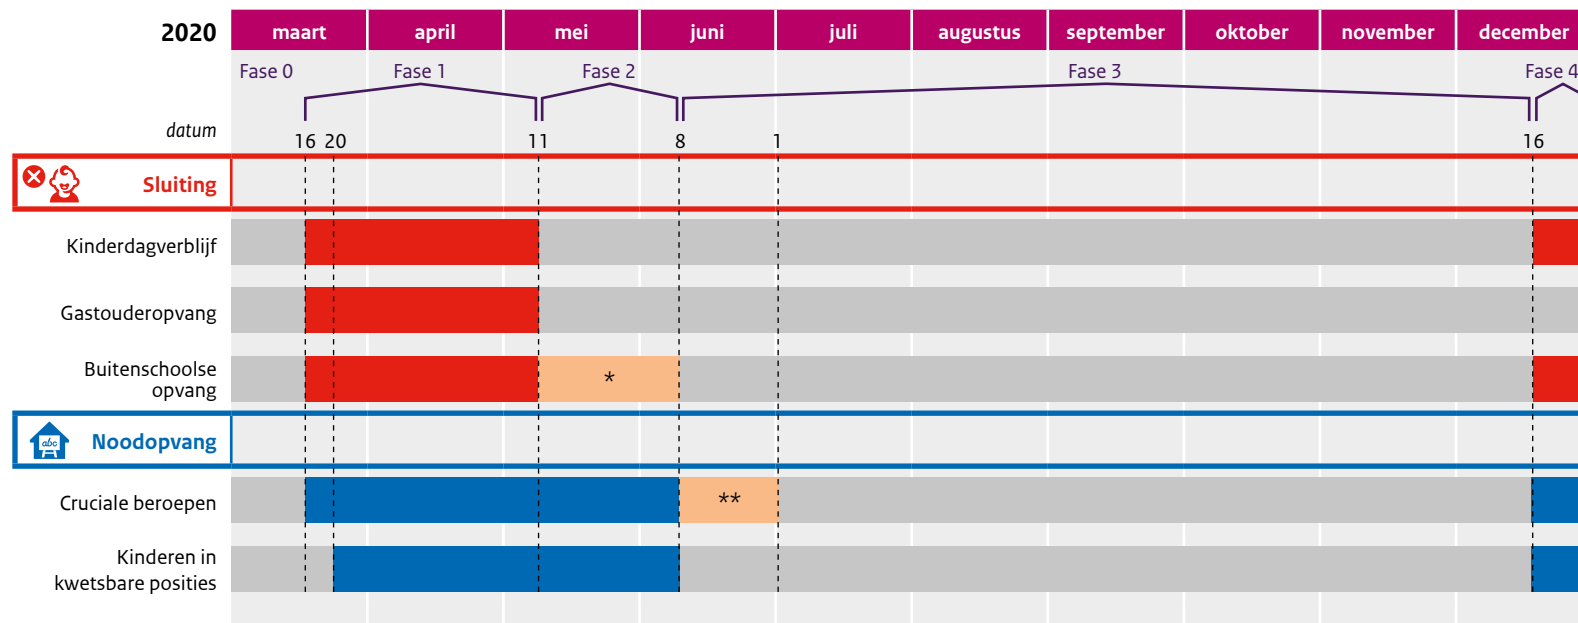 2020 maart april mei juni juli augustus september oktober november december
Fase 0 Fase 1 Fase 2 Fase 3 Fase 4
datum 16 20 11 8 1 16
Sluiting
Kinderdagverblijf
Gastouderopvang
Buitenschoolse
opvang
*
abc Noodopvang
Cruciale beroepen **
Kinderen in
kwetsbare posities